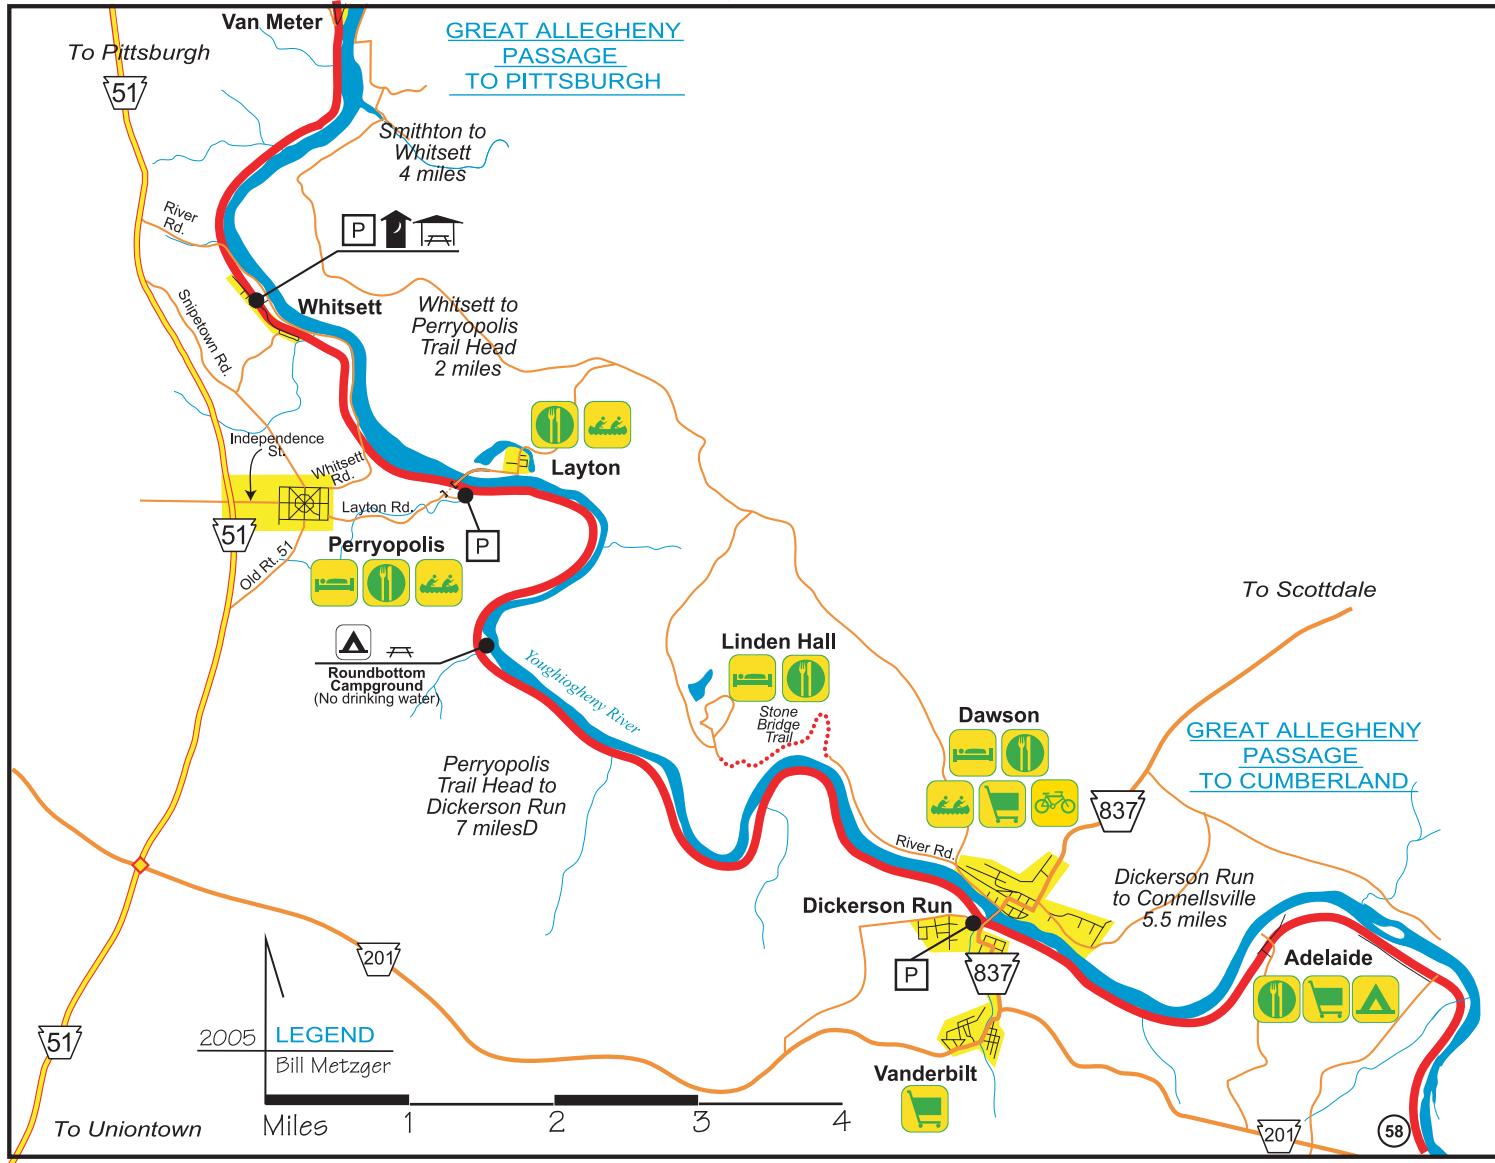 Van Meter
To Pittsburgh
GREAT ALLEGHENY
PASSAGE
TO PITTSBURGH
51
Smithton to
Whitsett
4 miles
River
Rd.
P
Snipetown Rd.
Whitsett
Whitsett to
Perryopolis
Trail Head
2 miles
Independence
St.
Whitsett
Rd.
Layton
Layton Rd.
51
P
Perryopolis
Old Rt. 51
To Scottdale
Roundbottom
Campground
(No drinking water)
Youghiogheny River
Linden Hall
Stone
Bridge
Trail
Dawson
GREAT ALLEGHENY
PASSAGE
TO CUMBERLAND
Perryopolis
Trail Head to
Dickerson Run
7 milesD
837
River Rd.
Dickerson Run
to Connellsville
5.5 miles
Dickerson Run
P
837
Adelaide
201
51
2005
LEGEND
Bill Metzger
Vanderbilt
To Uniontown
Miles
1
2
3
4
201
58